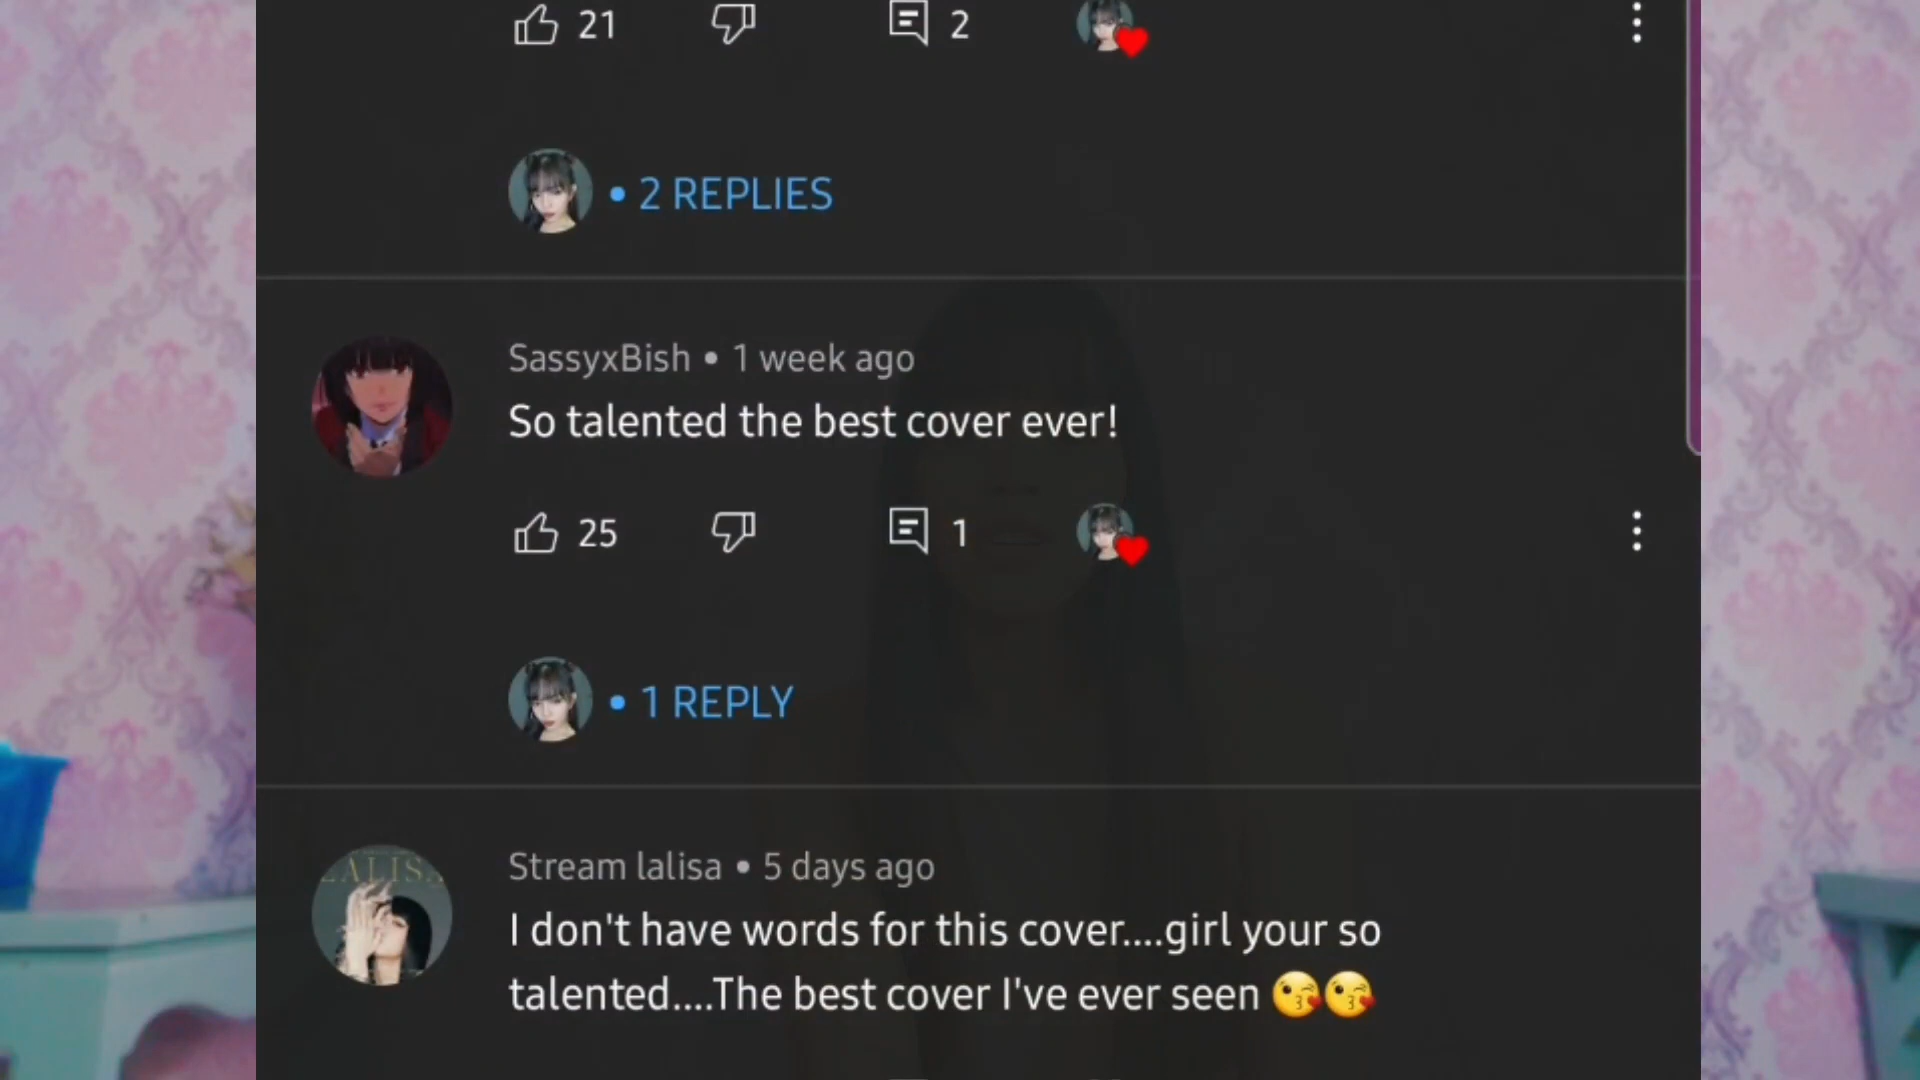 21 2
• 2 REPLIES
SassyxBish • 1 week ago
So talented the best cover ever!
25 1
• 1 REPLY
LALISA
Stream lalisa • 5 days ago
I don't have words for this cover....girl your so
talented....The best cover I've ever seen 😘😘